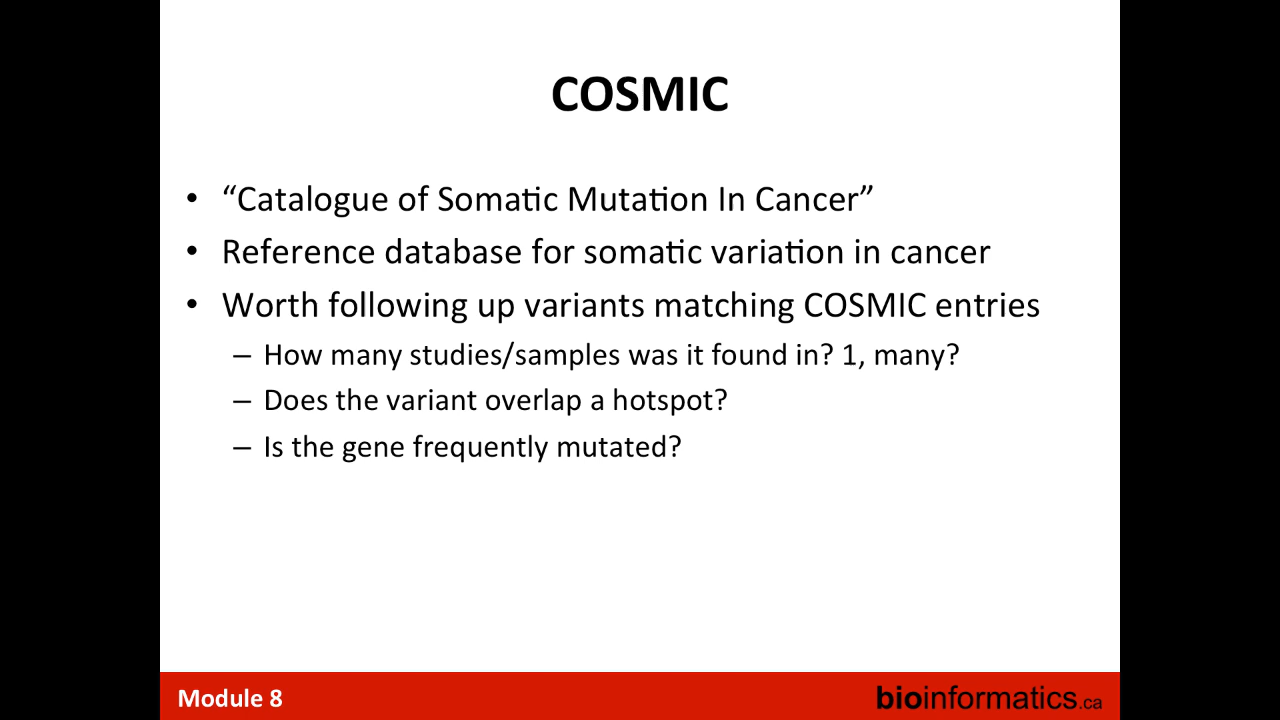 COSMIC
• “Catalogue of Somatic Mutation In Cancer”
• Reference database for somatic variation in cancer
• Worth following up variants matching COSMIC entries
– How many studies/samples was it found in? 1, many?
– Does the variant overlap a hotspot?
– Is the gene frequently mutated?
Module 8
bioinformatics.ca